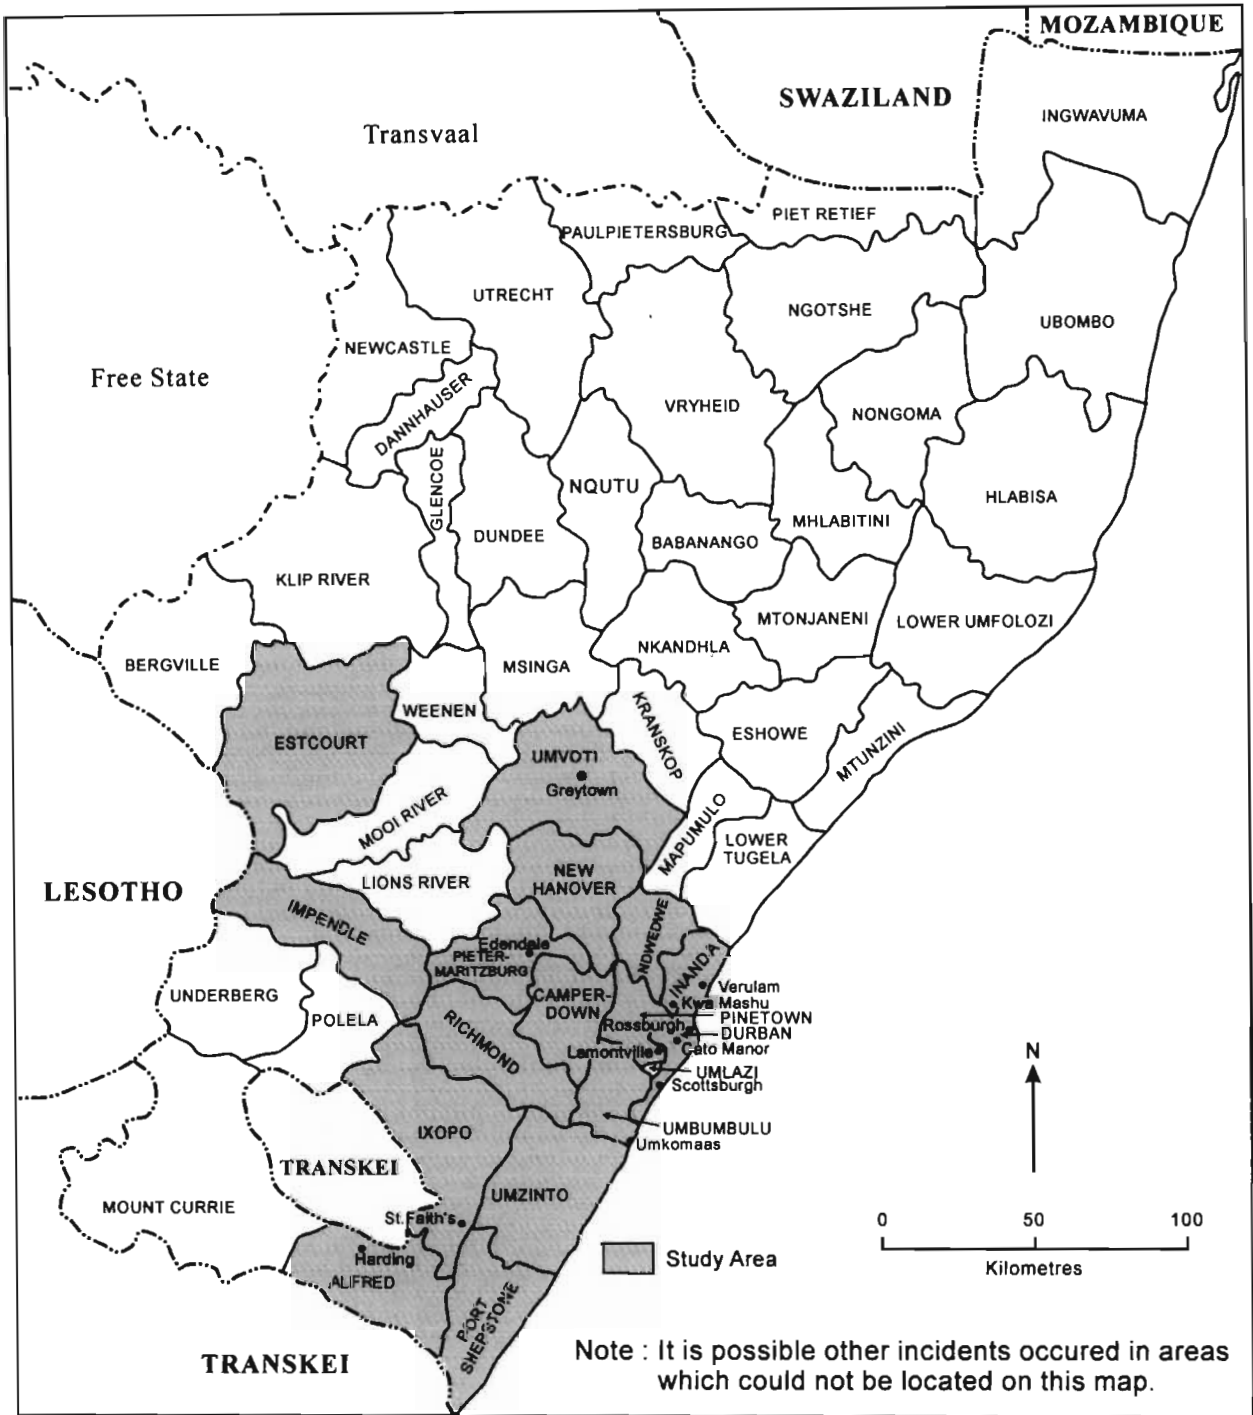 MOZAMBIQUE
SWAZILAND
INGWAVUMA
Transvaal
PIET RETIEF
PAULPIETERSBURG
UTRECHT
NGOTSHE
UBOMBO
NEWCASTLE
Free State
DANNHAUSER
VRYHEID
NONGOMA
GLENCOE
NQUTU
HLABISA
MHLABITINI
DUNDEE
BABANANGO
KLIP RIVER
MTONJANENI
LOWER UMFOLOZI
NKANDHLA
BERGVILLE
MSINGA
WEENEN
KRANSKOP
ESHOWE
MTUNZINI
ESTCOURT
UMVOTI
Greytown
MOOI RIVER
MAPUMULO
LOWER
TUGELA
LESOTHO
LIONS RIVER
NEW
HANOVER
IMPENDLE
NDWEDWE
Edendale
PIETER-
MARITZBURG
INANDA
UNDERBERG
POLELA
CAMPER-
DOWN
Verulam
Kwa Mashu
PINETOWN
RICHMOND
Rossburgh
DURBAN
Lamontville
Cato Manor
UMLAZI
Scottsburgh
N
IXOPO
UMBUMBULU
Umkomaas
TRANSKEI
UMZINTO
MOUNT CURRIE
St.Faith's
0 50 100
Kilometres
Harding
ALFRED
Study Area
PORT
SHEPSTONE
TRANSKEI
Note : It is possible other incidents occured in areas
which could not be located on this map.